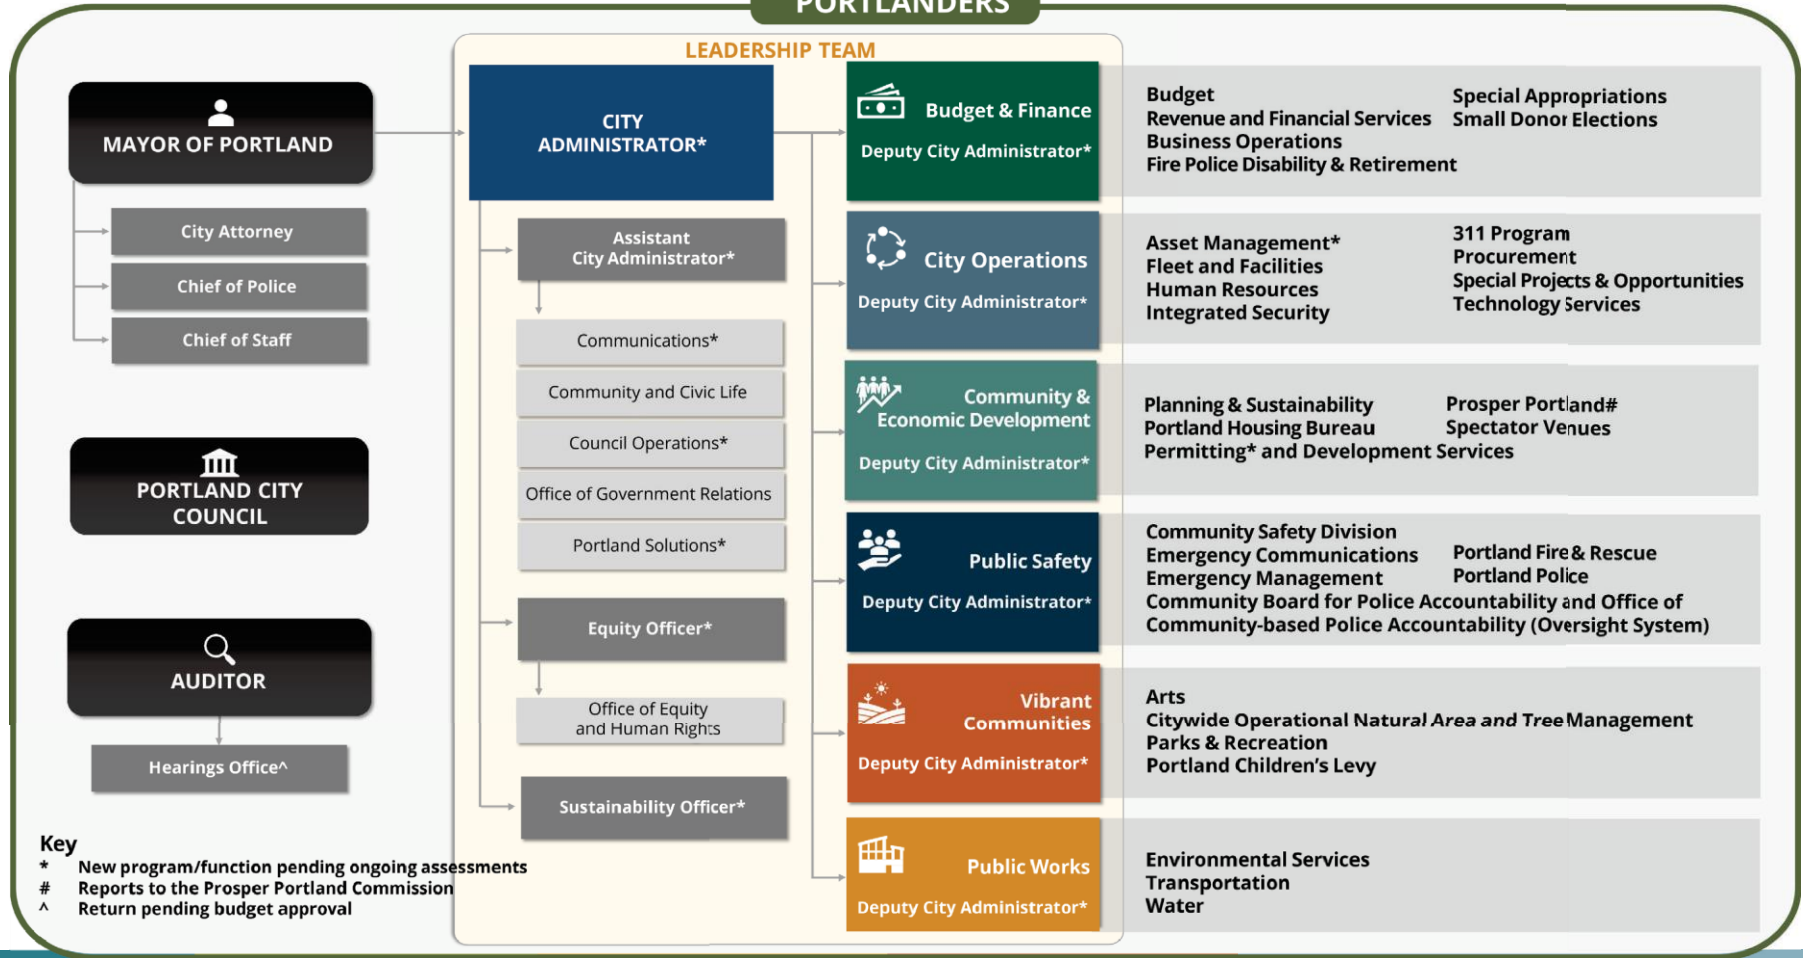 PORTLANDERS
LEADERSHIP TEAM
MAYOR OF PORTLAND
City Attorney
Chief of Police
Chief of Staff
PORTLAND CITY
COUNCIL
AUDITOR
Hearings Office^
Key
* New program/function pending ongoing assessments
# Reports to the Prosper Portland Commission
^ Return pending budget approval
CITY
ADMINISTRATOR*
Assistant
City Administrator*
Communications*
Community and Civic Life
Council Operations*
Office of Government Relations
Portland Solutions*
Equity Officer*
Office of Equity
and Human Rights
Sustainability Officer*
Budget & Finance
Deputy City Administrator*
Budget
Revenue and Financial Services
Business Operations
Fire Police Disability & Retirement
Special Appropriations
Small Donor Elections
City Operations
Deputy City Administrator*
Asset Management*
Fleet and Facilities
Human Resources
Integrated Security
311 Program
Procurement
Special Projects & Opportunities
Technology Services
Community &
Economic Development
Deputy City Administrator*
Planning & Sustainability
Portland Housing Bureau
Permitting* and Development Services
Prosper Portland#
Spectator Venues
Public Safety
Deputy City Administrator*
Community Safety Division
Emergency Communications
Emergency Management
Portland Fire & Rescue
Portland Police
Community Board for Police Accountability and Office of
Community-based Police Accountability (Oversight System)
Vibrant
Communities
Deputy City Administrator*
Arts
Citywide Operational Natural Area and Tree Management
Parks & Recreation
Portland Children's Levy
Public Works
Deputy City Administrator*
Environmental Services
Transportation
Water